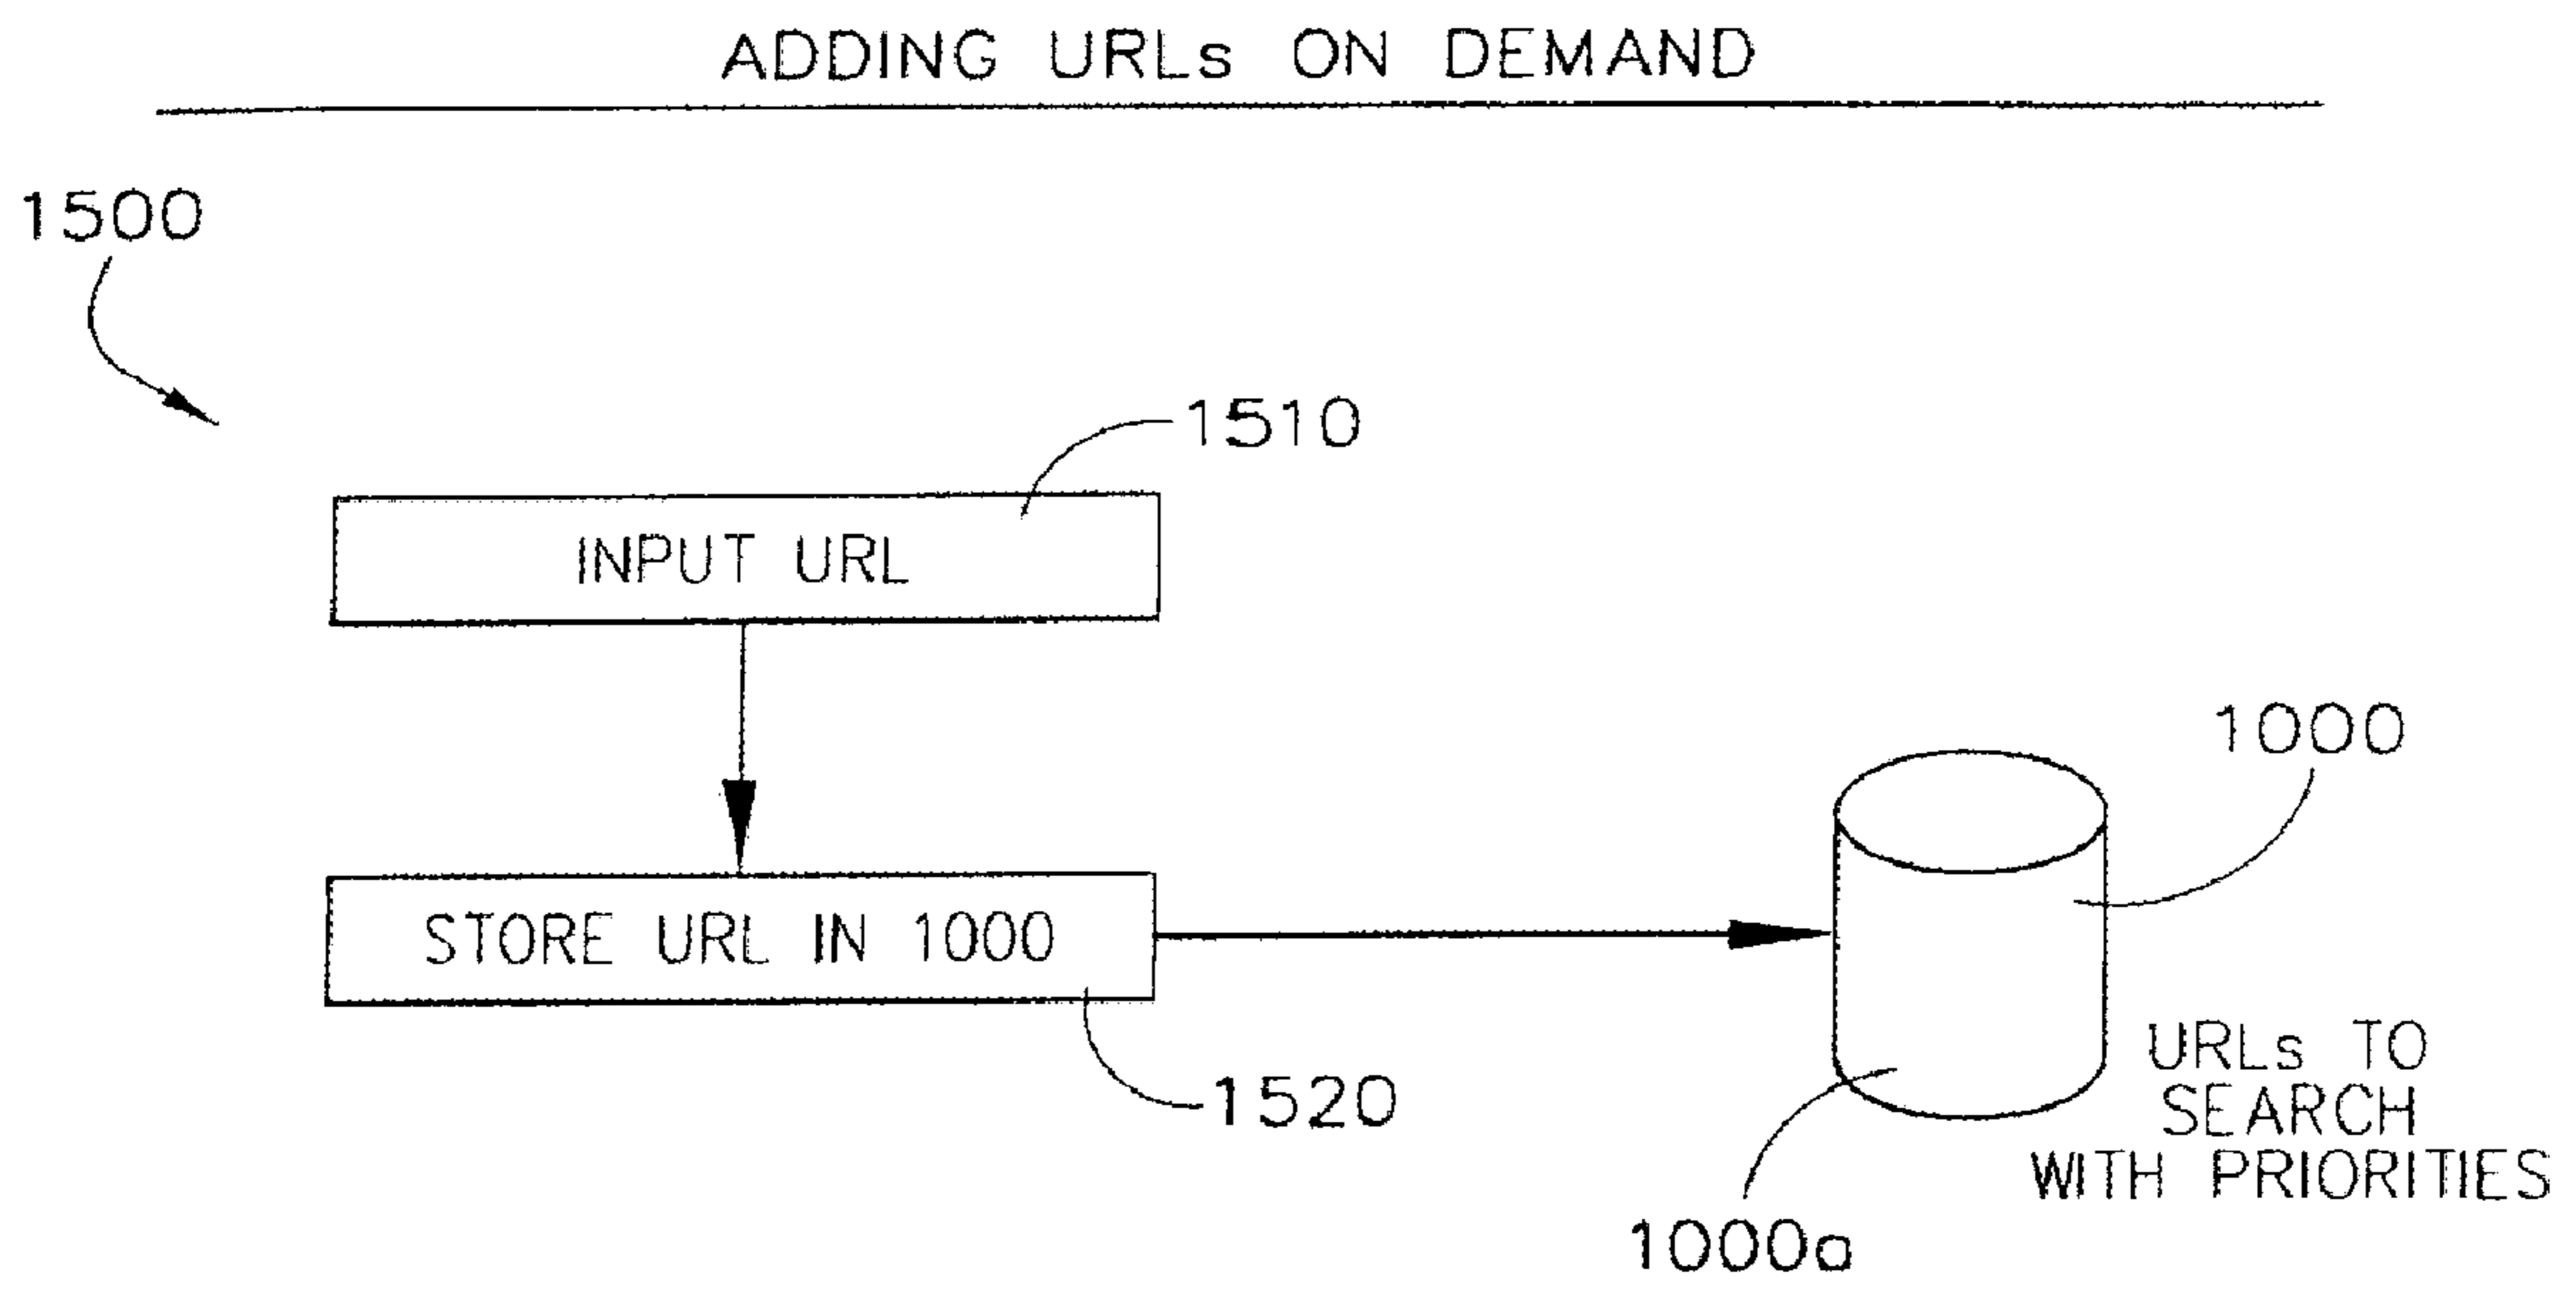 ADDING URLs ON DEMAND
1500
1510
INPUT URL
1000
STORE URL IN 1000
1520
URLs TO
SEARCH
WITH PRIORITIES
1000a